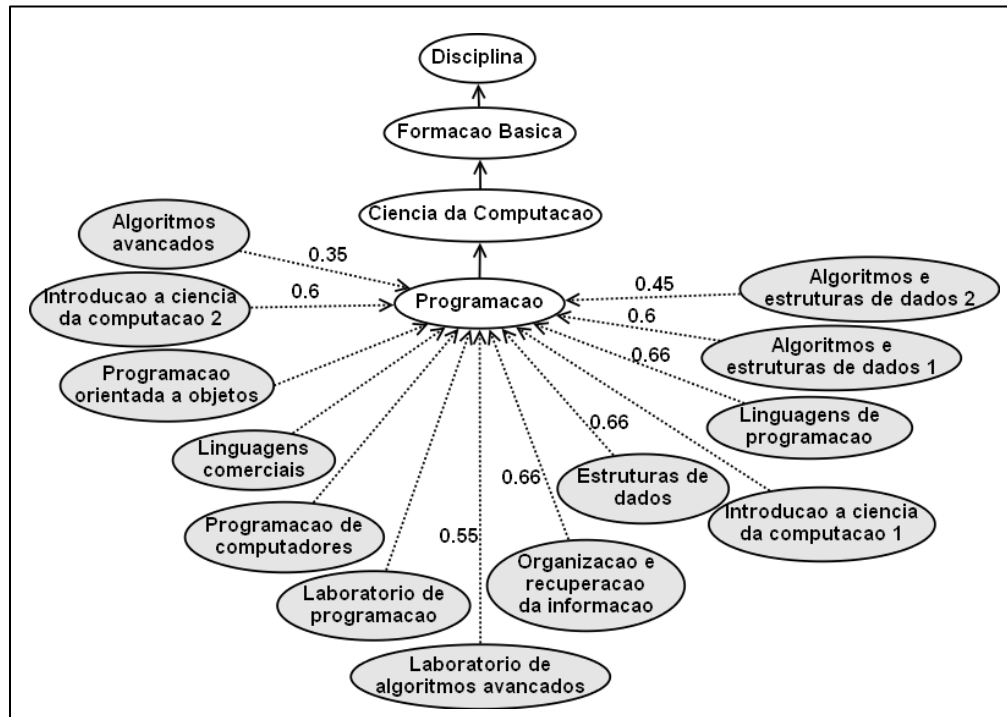 Disciplina
Formacao Basica
Ciencia da Computacao
Algoritmos
avancados
0.35
Introducao a ciencia
da computacao 2
0.6
Programacao
0.45
Algoritmos e
estruturas de dados 2
0.6
Algoritmos e
estruturas de dados 1
0.66
Programacao
orientada a objetos
Linguagens de
programacao
Linguagens
comerciais
0.66
0.66
Estruturas de
dados
Programacao de
computadores
0.55
Introducao a ciencia
da computacao 1
Organizacao e
recuperacao
da informacao
Laboratorio de
programacao
Laboratorio de
algoritmos avancados